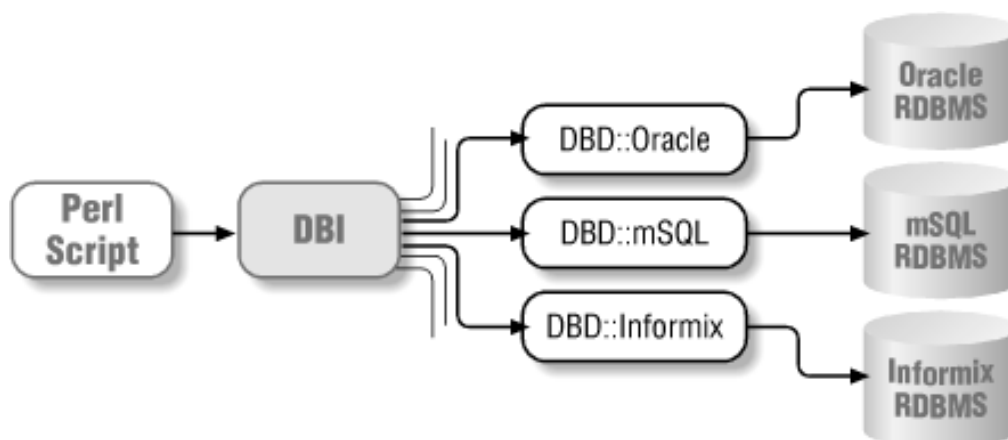 Perl
Script
DBI
DBD::Oracle
DBD::mSQL
DBD::Informix
Oracle
RDBMS
mSQL
RDBMS
Informix
RDBMS